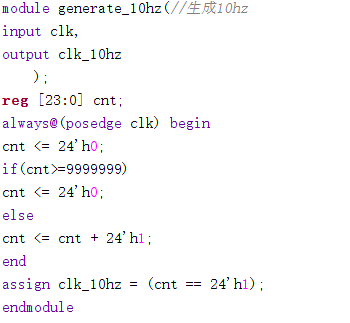 module generate_10hz(//生成10hz
input clk,
output clk_10hz
    );
reg [23:0] cnt;
always@(posedge clk) begin
cnt <= 24'h0;
if(cnt>=9999999)
cnt <= 24'h0;
else
cnt <= cnt + 24'h1;
end
assign clk_10hz = (cnt == 24'h1);
endmodule